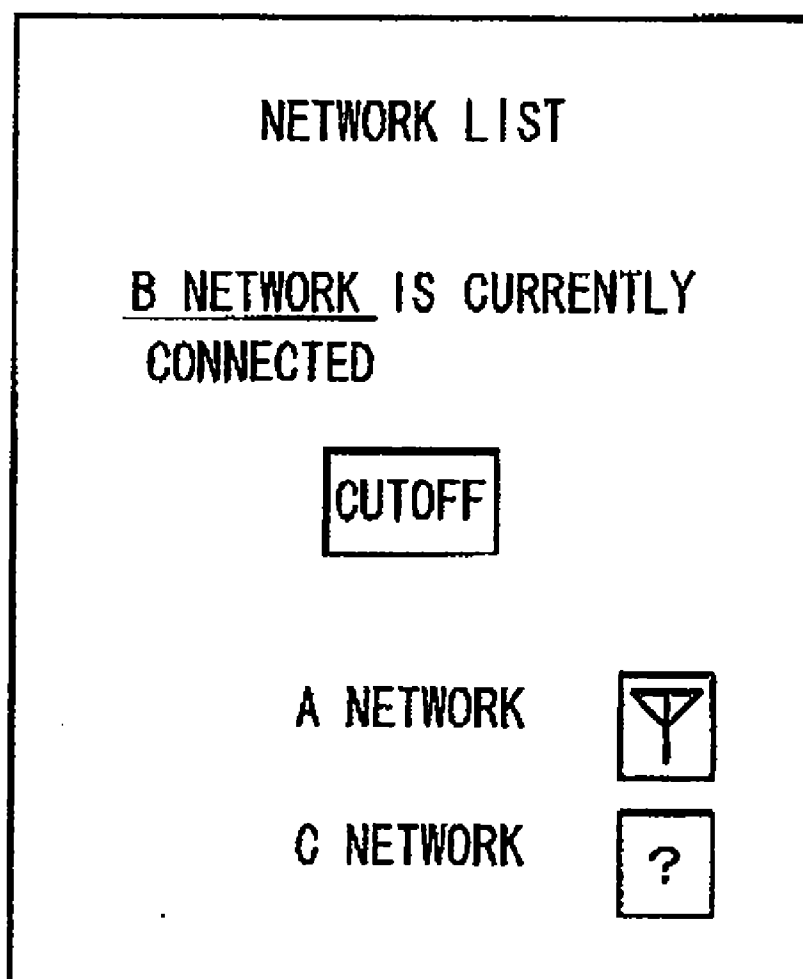 NETWORK LIST
B NETWORK IS CURRENTLY
CONNECTED
CUTOFF
A NETWORK
C NETWORK ?